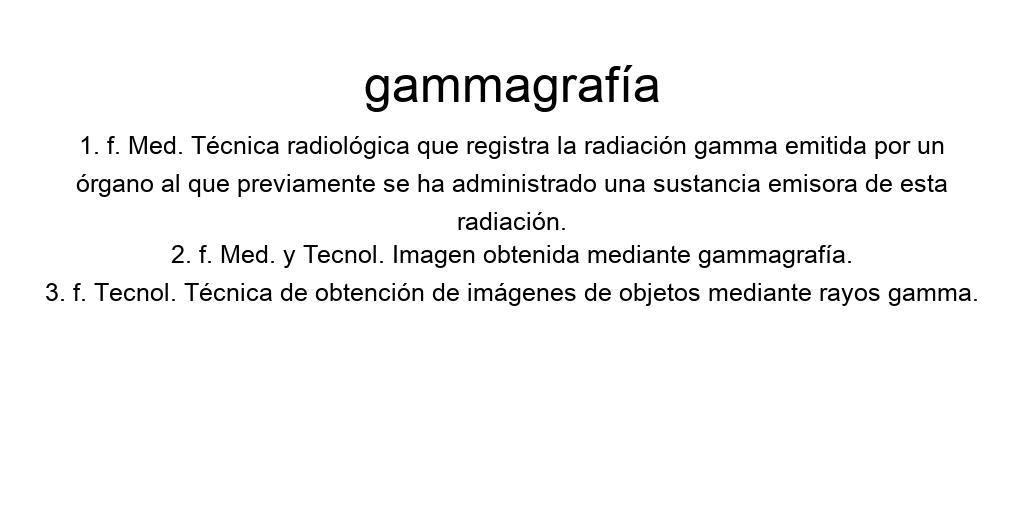 gammagrafía
1. f. Med. Técnica radiológica que registra la radiación gamma emitida por un
órgano al que previamente se ha administrado una sustancia emisora de esta
radiación.
2. f. Med. y Tecnol. Imagen obtenida mediante gammagrafía.
3. f. Tecnol. Técnica de obtención de imágenes de objetos mediante rayos gamma.